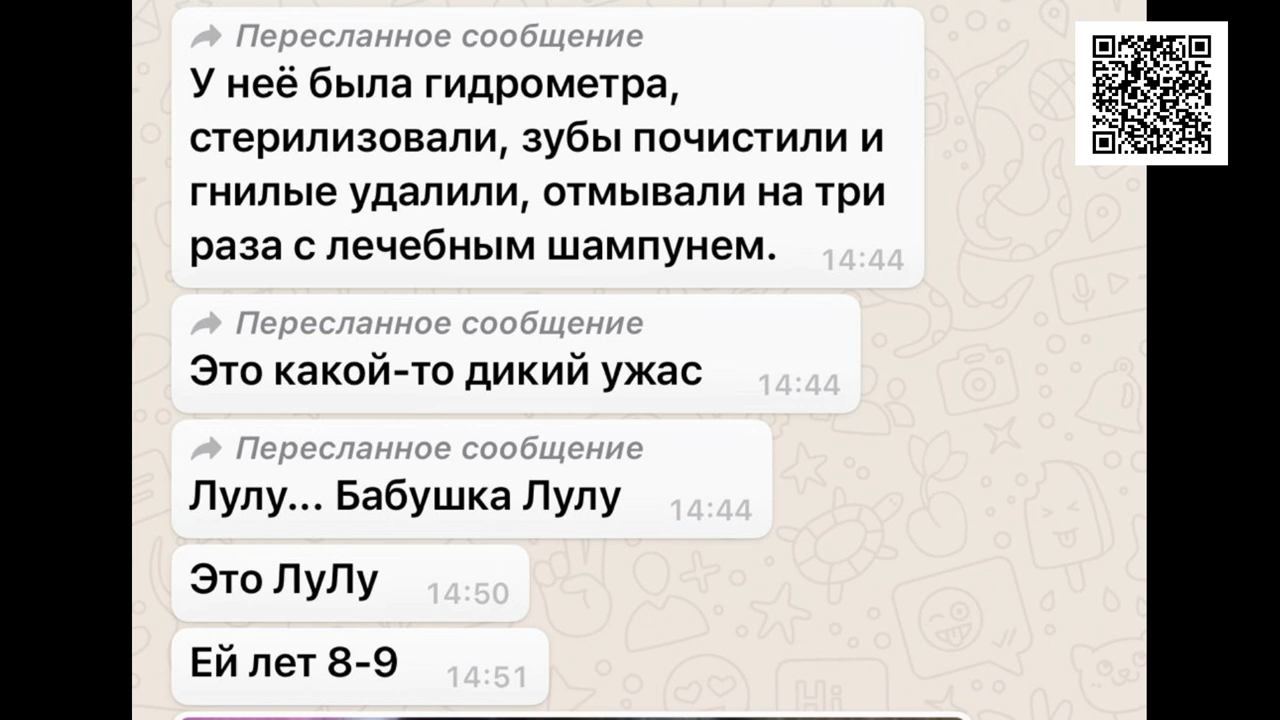 Пересланное сообщение
У неё была гидрометра,
стерилизовали, зубы почистили и
гнилые удалили, отмывали на три
раза с лечебным шампунем. 14:44
Пересланное сообщение
Это какой-то дикий ужас 14:44
Пересланное сообщение
Лулу... Бабушка Лулу 14:44
Это ЛуЛу 14:50
Ей лет 8-9 14:51
Hi